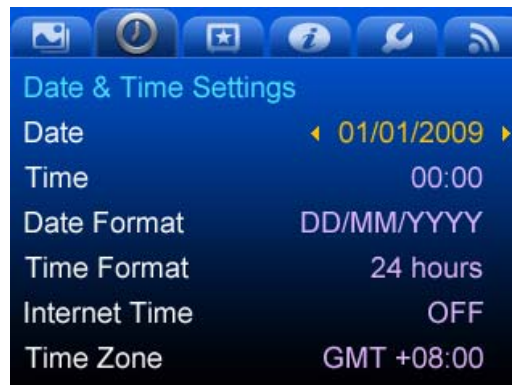 Date & Time Settings
Date 01/01/2009
Time 00:00
Date Format DD/MM/YYYY
Time Format 24 hours
Internet Time OFF
Time Zone GMT +08:00